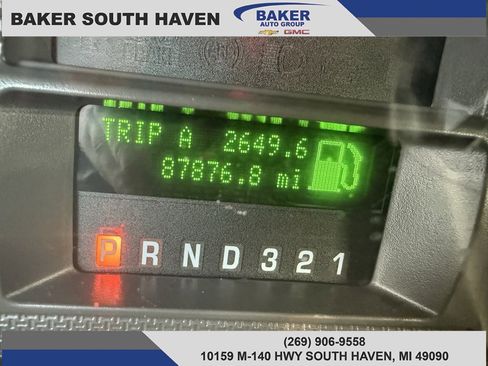 BAKER SOUTH HAVEN
BAKER
AUTO GROUP
GMC
TRIP A 2649.6
87876.8 mi
P R N D 3 2 1
(269) 906-9558
10159 M-140 HWY SOUTH HAVEN, MI 49090